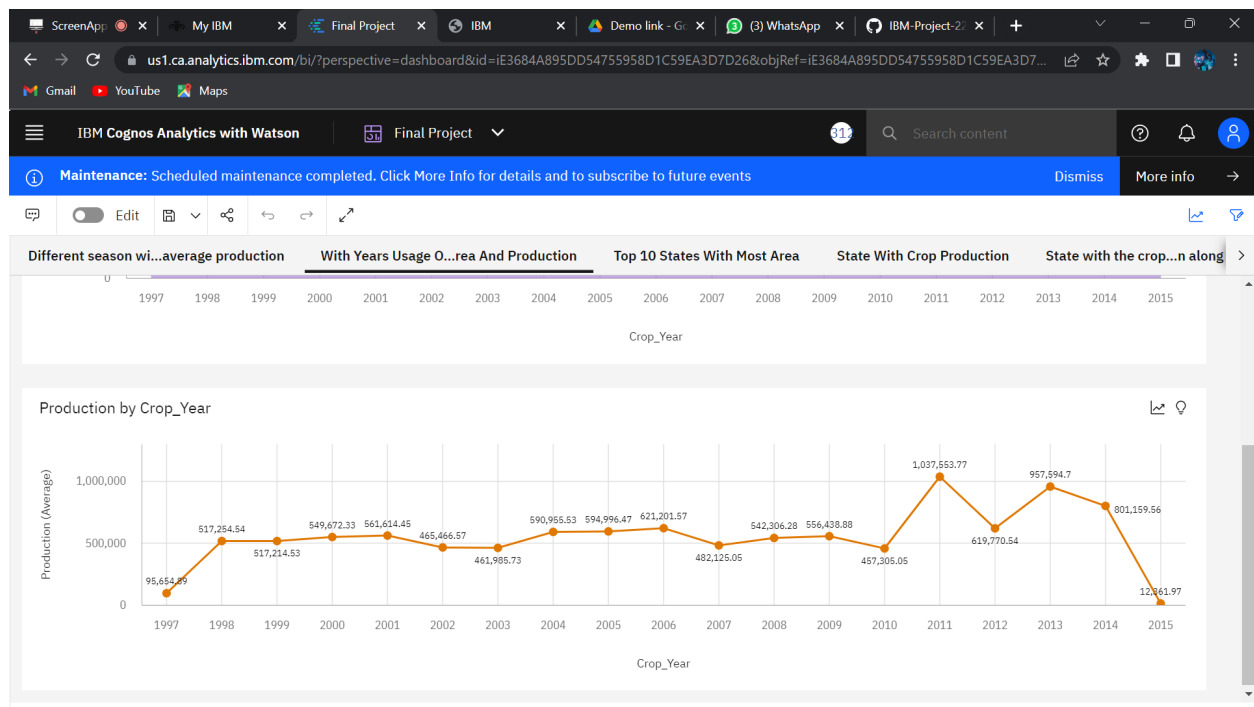 ScreenApp
My IBM
Final Project
IBM
Demo link - Go
(3) WhatsApp
IBM-Project-22
us1.ca.analytics.ibm.com/bi/?perspective=dashboard&id=iE3684A895DD54755958D1C59EA3D7D26&objRef=iE3684A895DD54755958D1C59EA3D7...
Gmail YouTube Maps
IBM Cognos Analytics with Watson Final Project 312 Search content
Maintenance: Scheduled maintenance completed. Click More Info for details and to subscribe to future events Dismiss More info
Edit
Different season wi...average production With Years Usage O...rea And Production Top 10 States With Most Area State With Crop Production State with the crop...n along
0
1997 1998 1999 2000 2001 2002 2003 2004 2005 2006 2007 2008 2009 2010 2011 2012 2013 2014 2015
Crop_Year
Production by Crop_Year
Production (Average)
1,000,000
500,000
0
95,654.89
517,254.54
517,214.53
549,672.33
561,614.45
465,466.57
461,985.73
590,955.53
594,996.47
621,201.57
482,125.05
542,306.28
556,438.88
457,305.05
1,037,553.77
619,770.54
957,594.7
801,159.56
12,361.97
1997 1998 1999 2000 2001 2002 2003 2004 2005 2006 2007 2008 2009 2010 2011 2012 2013 2014 2015
Crop_Year